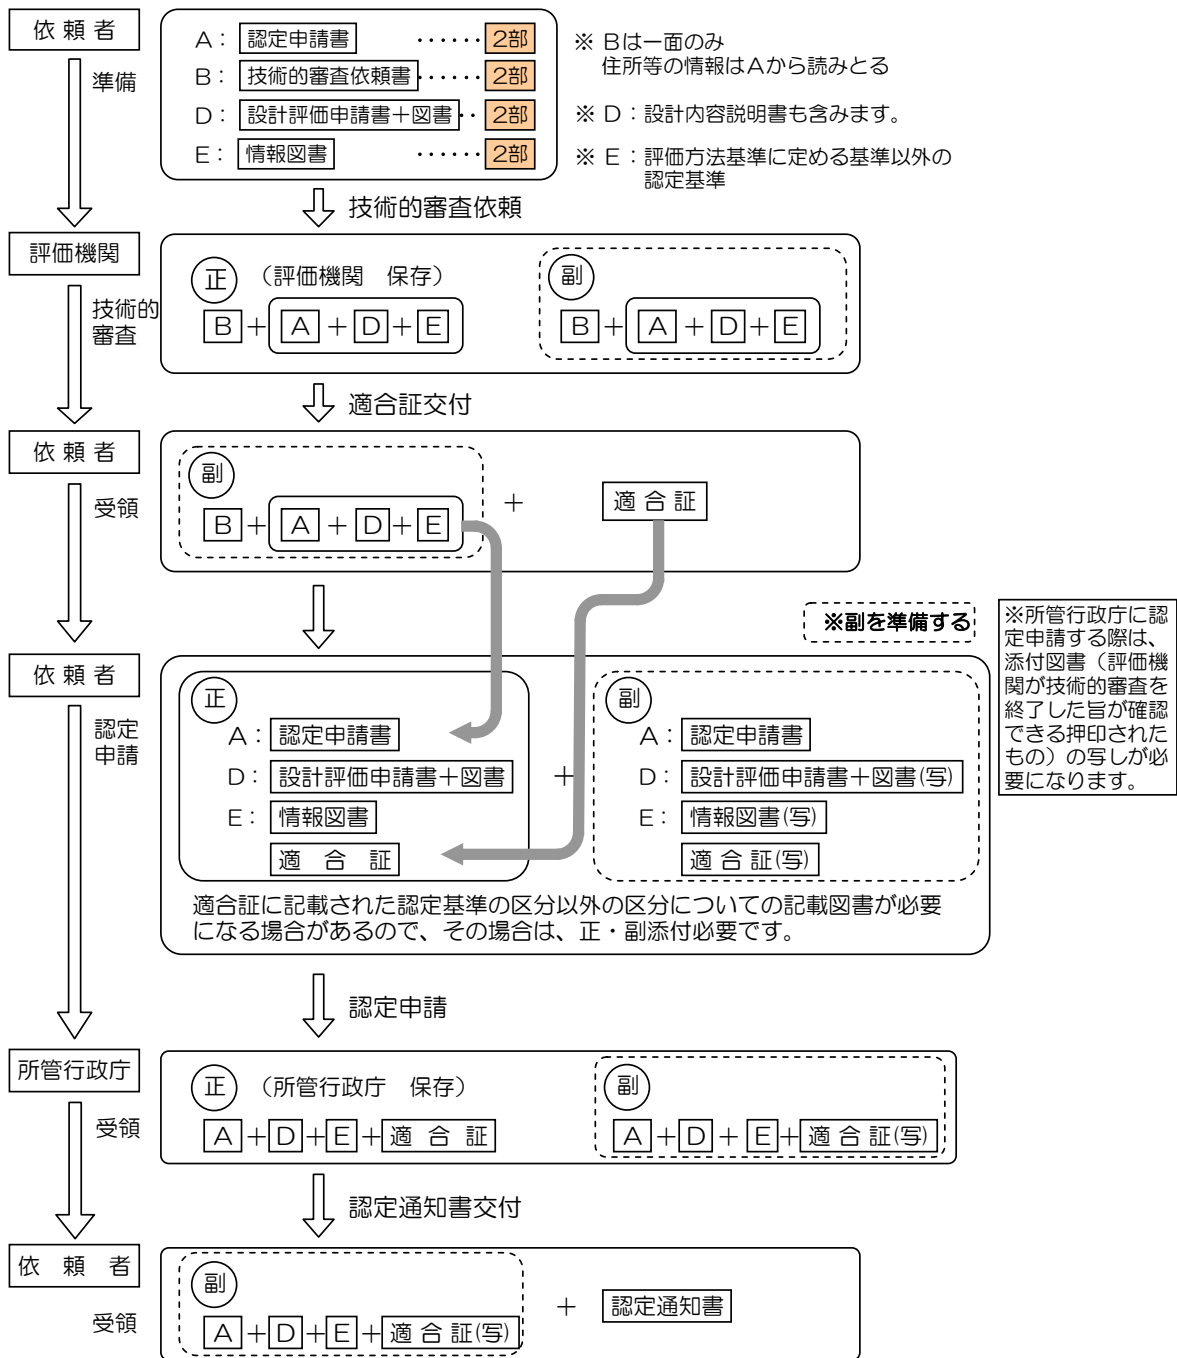 依 頼 者
準備
A： 認定申請書 ‥‥‥ 2部
B： 技術的審査依頼書 ‥‥‥ 2部
D： 設計評価申請書＋図書 ‥ 2部
E： 情報図書 ‥‥‥ 2部
※ Bは一面のみ
住所等の情報はAから読みとる
※ D：設計内容説明書も含みます。
※ E：評価方法基準に定める基準以外の
認定基準
技術的審査依頼
評価機関
技術的
審査
正 （評価機関　保存）
B＋A＋D＋E
副
B＋A＋D＋E
適合証交付
依 頼 者
受領
副
B＋A＋D＋E
＋
適 合 証
※副を準備する
※所管行政庁に認
定申請する際は、
添付図書（評価機
関が技術的審査を
終了した旨が確認
できる押印された
もの）の写しが必
要になります。
依 頼 者
認定
申請
正
A： 認定申請書
D： 設計評価申請書＋図書
E： 情報図書
適　合　証
＋
副
A： 認定申請書
D： 設計評価申請書＋図書(写)
E： 情報図書(写)
適 合 証(写)
適合証に記載された認定基準の区分以外の区分についての記載図書が必要
になる場合があるので、その場合は、正・副添付必要です。
認定申請
所管行政庁
受領
正 （所管行政庁　保存）
A＋D＋E＋適 合 証
副
A＋D＋E＋適 合 証(写)
認定通知書交付
依　頼　者
受領
副
A＋D＋E＋適 合 証(写)
＋
認定通知書